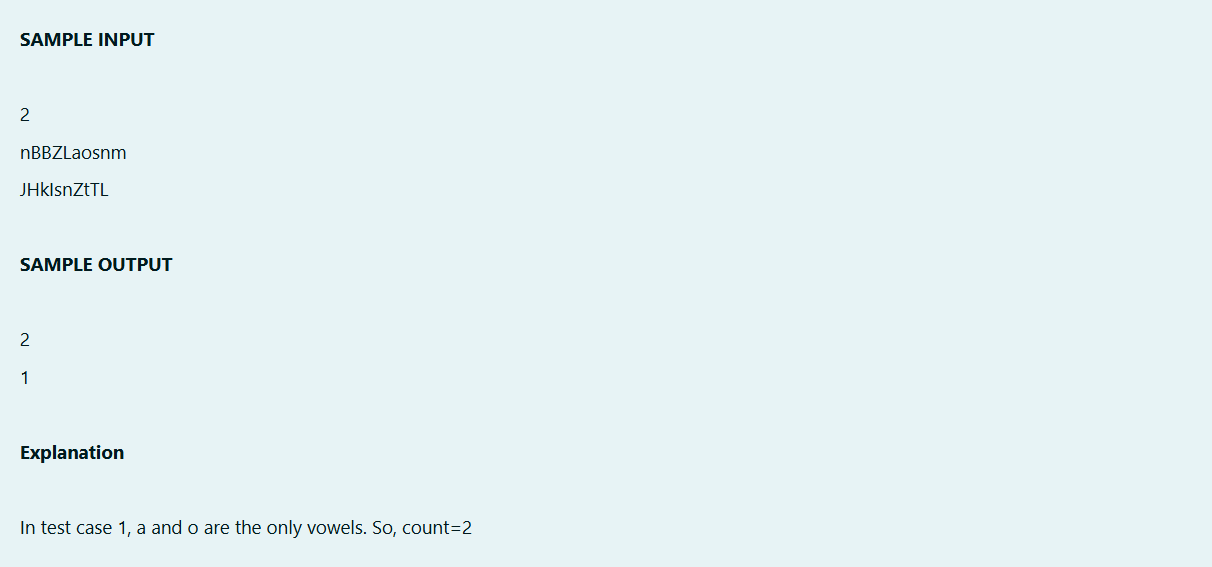 SAMPLE INPUT
2
nBBZLaosnm
JHkIsnZtTL
SAMPLE OUTPUT
2
1
Explanation
In test case 1, a and o are the only vowels. So, count=2